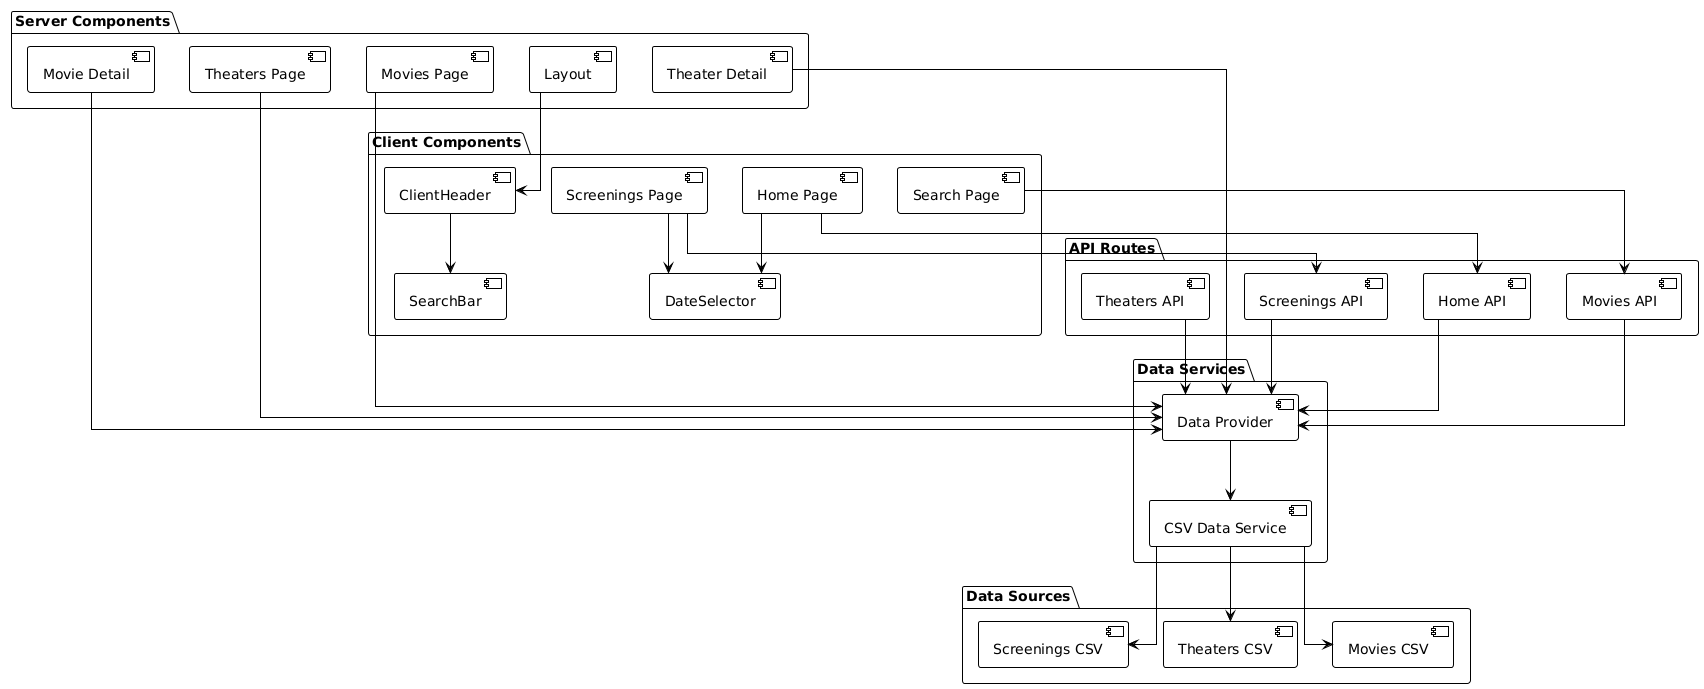 Server Components
Movie Detail
Theaters Page
Movies Page
Layout
Theater Detail
Client Components
ClientHeader
Screenings Page
Home Page
Search Page
SearchBar
DateSelector
API Routes
Theaters API
Screenings API
Home API
Movies API
Data Services
Data Provider
CSV Data Service
Data Sources
Screenings CSV
Theaters CSV
Movies CSV